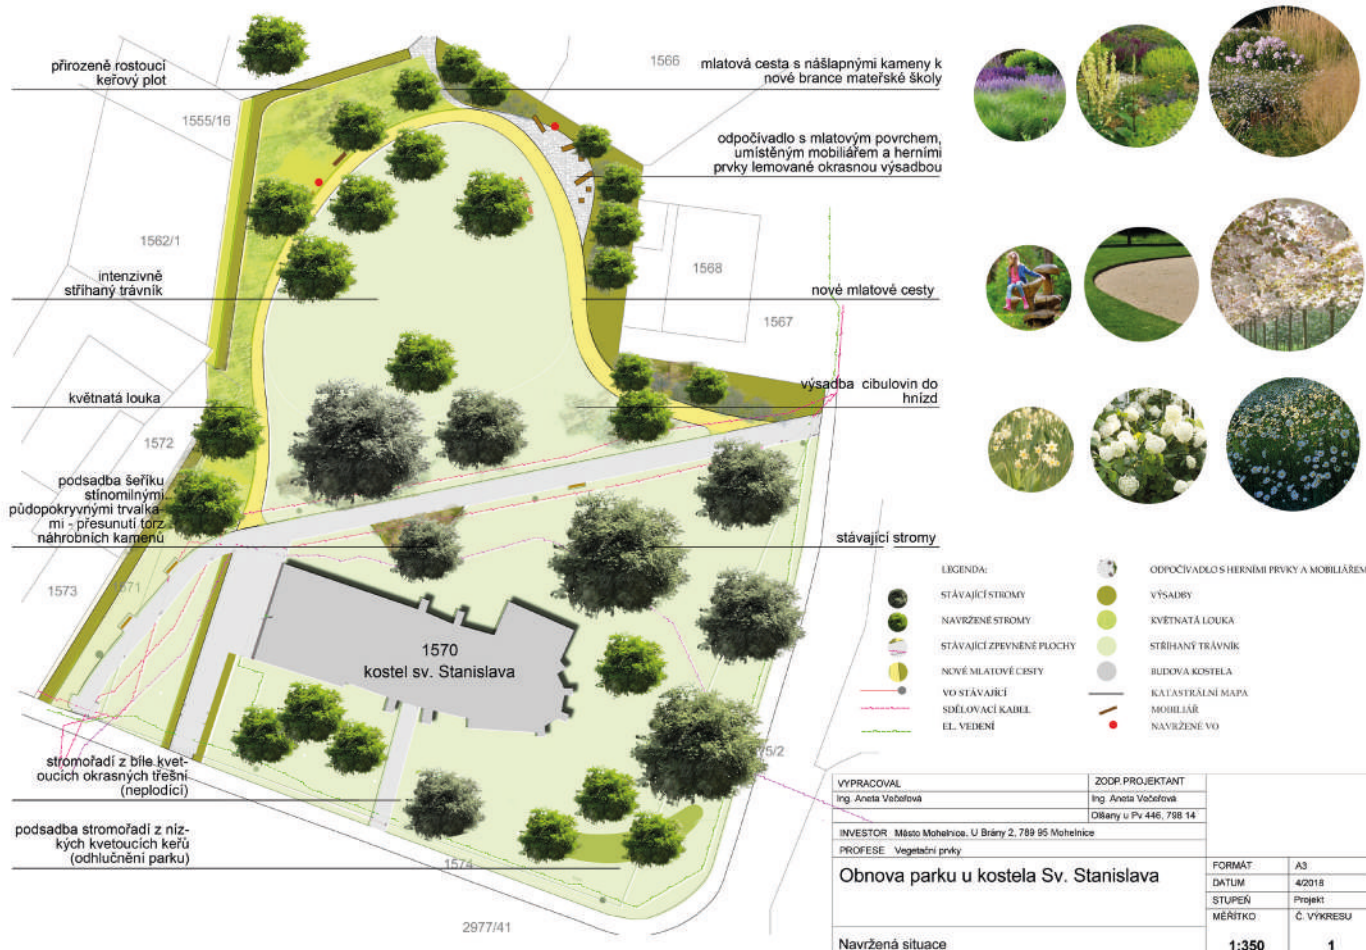 přirozeně rostoucí
keřový plot
1555/16
1562/1
intenzivně
stříhaný trávník
květnatá louka
1572
podsadba šeříku
stínomilnými
půdopokryvnými trvalka-
mi - přesunutí torz
náhrobních kamenů
1573
1571
stromořadí z bíle kvet-
oucích okrasných třešní
(neplodící)
podsadba stromořadí z níz-
kých kvetoucích keřů
(odhlučnění parku)
1566
mlatová cesta s nášlapnými kameny k
nové brance mateřské školy
odpočívadlo s mlatovým povrchem,
umístěným mobiliářem a herními
prvky lemované okrasnou výsadbou
1568
nové mlatové cesty
1567
výsadba cibulovin do
hnízd
stávající stromy
1570
kostel sv. Stanislava
75/2
1574
2977/41
LEGENDA:
STÁVAJÍCÍ STROMY
NAVRŽENÉ STROMY
STÁVAJÍCÍ ZPEVNĚNÉ PLOCHY
NOVÉ MLATOVÉ CESTY
VO STÁVAJÍCÍ
SDĚLOVACÍ KABEL
EL. VEDENÍ
ODPOČÍVADLO S HERNÍMI PRVKY A MOBILIÁŘEM
VÝSADBY
KVĚTNATÁ LOUKA
STŘÍHANÝ TRÁVNÍK
BUDOVA KOSTELA
KATASTRÁLNÍ MAPA
MOBILIÁŘ
NAVRŽENÉ VO
VYPRACOVAL
ZODP. PROJEKTANT
Ing. Aneta Večeřová
Ing. Aneta Večeřová
Olšany u Pv 446, 798 14
INVESTOR Město Mohelnice, U Brány 2, 789 95 Mohelnice
PROFESE Vegetační prvky
Obnova parku u kostela Sv. Stanislava
Navržená situace
FORMÁT A3
DATUM 4/2018
STUPEŇ Projekt
MĚŘÍTKO Č. VÝKRESU
1:350 1